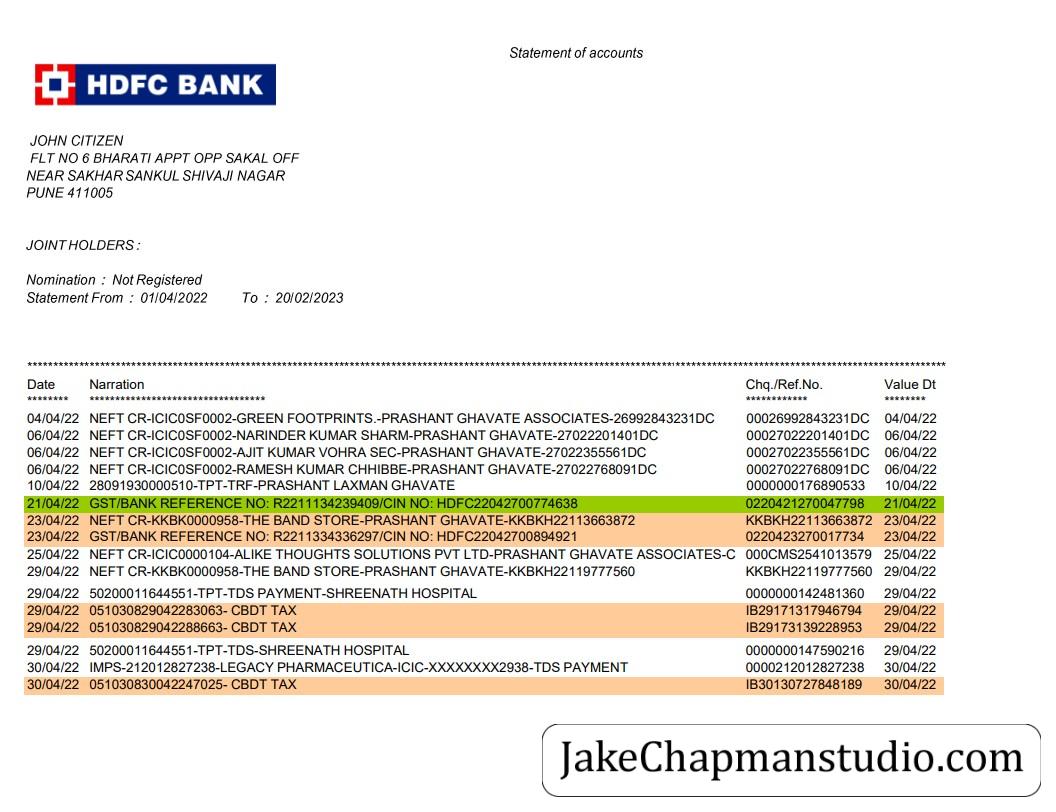 Statement of accounts
HDFC BANK
JOHN CITIZEN
FLT NO 6 BHARATI APPT OPP SAKAL OFF
NEAR SAKHAR SANKUL SHIVAJI NAGAR
PUNE 411005
JOINT HOLDERS :
Nomination : Not Registered
Statement From : 01/04/2022 To : 20/02/2023
Date Narration Chq./Ref.No. Value Dt
04/04/22 NEFT CR-ICIC0SF0002-GREEN FOOTPRINTS.-PRASHANT GHAVATE ASSOCIATES-26992843231DC 00026992843231DC 04/04/22
06/04/22 NEFT CR-ICIC0SF0002-NARINDER KUMAR SHARM-PRASHANT GHAVATE-27022201401DC 00027022201401DC 06/04/22
06/04/22 NEFT CR-ICIC0SF0002-AJIT KUMAR VOHRA SEC-PRASHANT GHAVATE-27022355561DC 00027022355561DC 06/04/22
06/04/22 NEFT CR-ICIC0SF0002-RAMESH KUMAR CHHIBBE-PRASHANT GHAVATE-27022768091DC 00027022768091DC 06/04/22
10/04/22 28091930000510-TPT-TRF-PRASHANT LAXMAN GHAVATE 0000000176890533 10/04/22
21/04/22 GST/BANK REFERENCE NO: R2211134239409/CIN NO: HDFC22042700774638 0220421270047798 21/04/22
23/04/22 NEFT CR-KKBK0000958-THE BAND STORE-PRASHANT GHAVATE-KKBKH22113663872 KKBKH22113663872 23/04/22
23/04/22 GST/BANK REFERENCE NO: R2211334336297/CIN NO: HDFC22042700894921 0220423270017734 23/04/22
25/04/22 NEFT CR-ICIC0000104-ALIKE THOUGHTS SOLUTIONS PVT LTD-PRASHANT GHAVATE ASSOCIATES-C 000CMS2541013579 25/04/22
29/04/22 NEFT CR-KKBK0000958-THE BAND STORE-PRASHANT GHAVATE-KKBKH22119777560 KKBKH22119777560 29/04/22
29/04/22 50200011644551-TPT-TDS PAYMENT-SHREENATH HOSPITAL 0000000142481360 29/04/22
29/04/22 051030829042283063- CBDT TAX IB29171317946794 29/04/22
29/04/22 051030829042288663- CBDT TAX IB29173139228953 29/04/22
29/04/22 50200011644551-TPT-TDS-SHREENATH HOSPITAL 0000000147590216 29/04/22
30/04/22 IMPS-212012827238-LEGACY PHARMACEUTICA-ICIC-XXXXXXXX2938-TDS PAYMENT 0000212012827238 30/04/22
30/04/22 051030830042247025- CBDT TAX IB30130727848189 30/04/22
JakeChapmanstudio.com